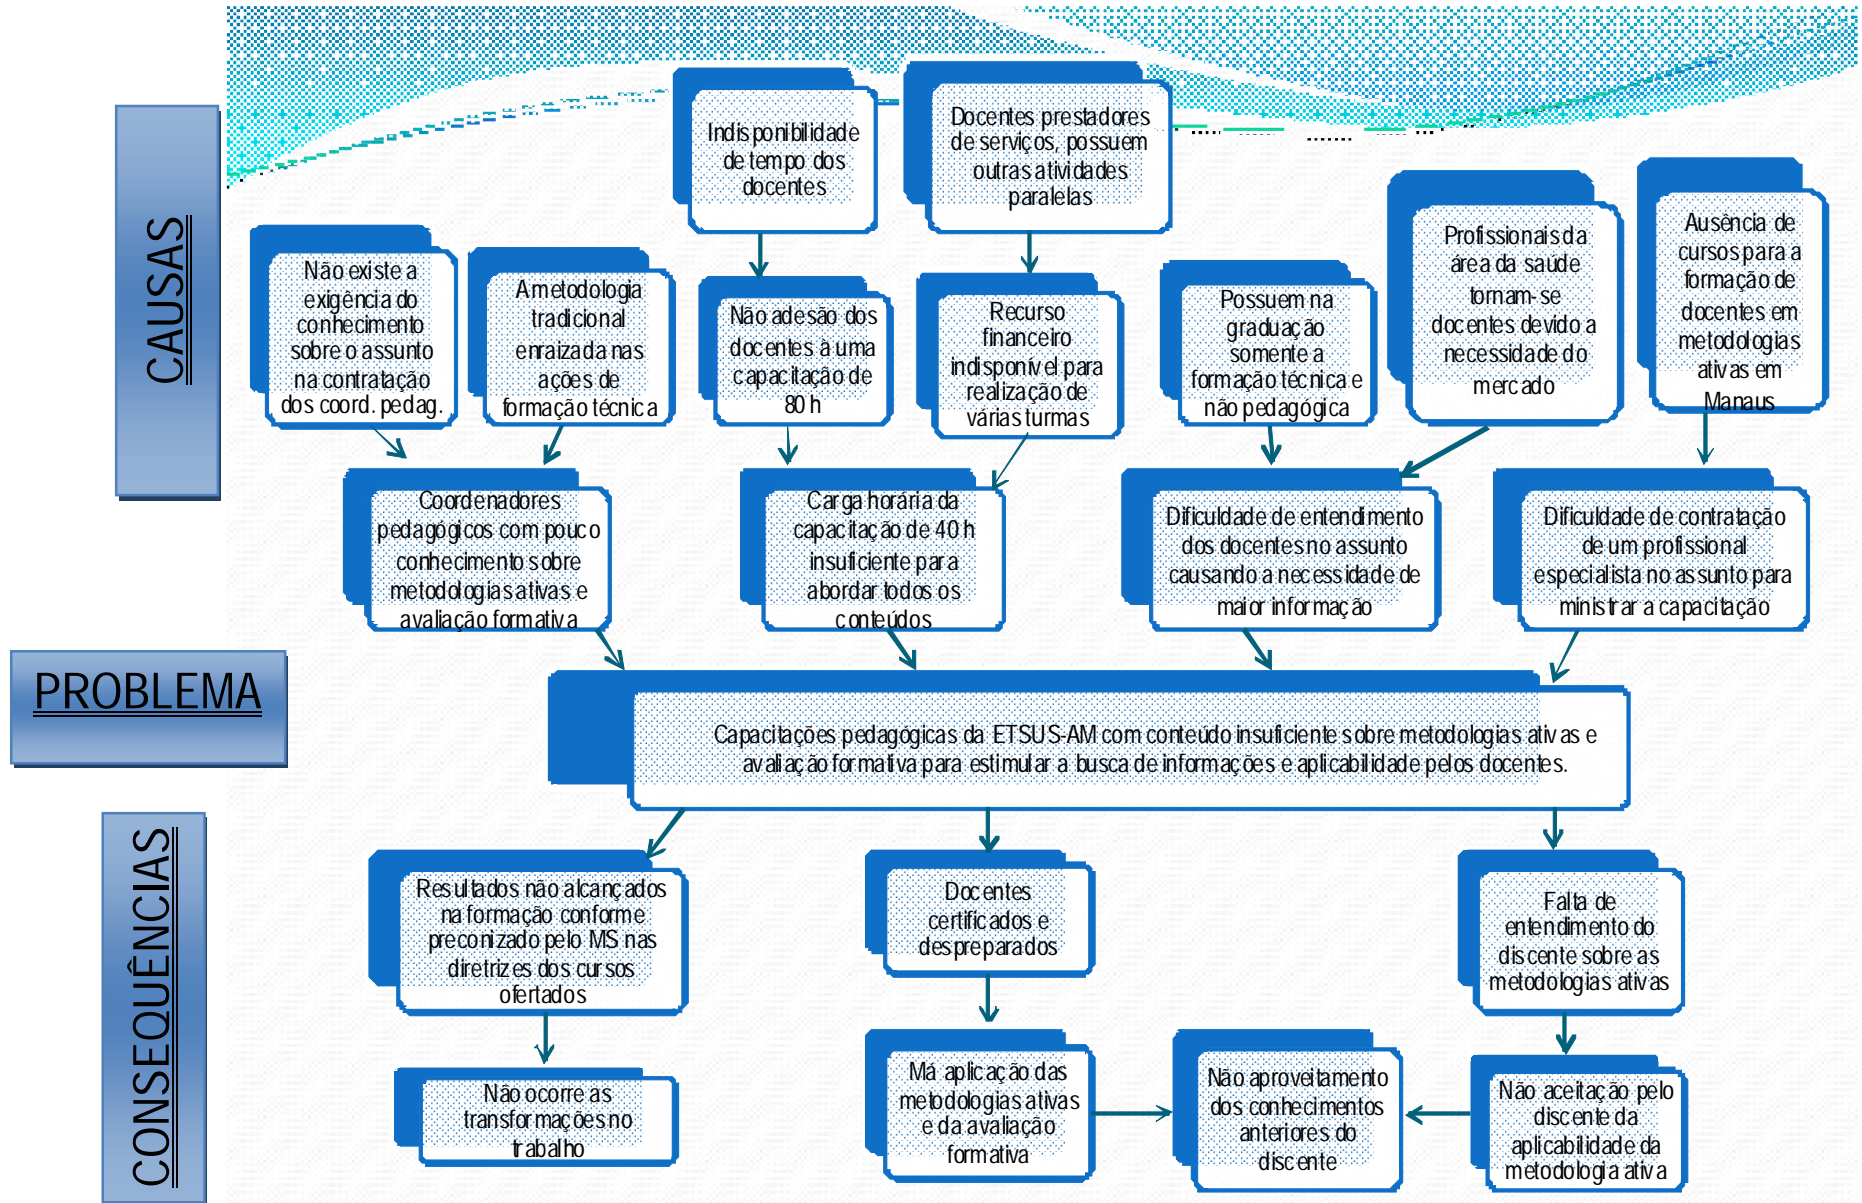 CAUSAS
Indisponibilidade
de tempo dos
docentes
Docentes prestadores
de serviços, possuem
outras atividades
paralelas
Não existe a
exigência do
conhecimento
sobre o assunto
na contratação
dos coord. pedag.
A metodologia
tradicional
enraizada nas
ações de
formação técnica
Não adesão dos
docentes à uma
capacitação de
80 h
Recurso
financeiro
indisponível para
realização de
várias turmas
Possuem na
graduação
somente a
formação técnica e
não pedagógica
Profissionais da
área da saúde
tornam-se
docentes devido a
necessidade do
mercado
Ausência de
cursos para a
formação de
docentes em
metodologias
ativas em
Manaus
Coordenadores
pedagógicos com pouco
conhecimento sobre
metodologias ativas e
avaliação formativa
Carga horária da
capacitação de 40 h
insuficiente para
abordar todos os
conteúdos
Dificuldade de entendimento
dos docentes no assunto
causando a necessidade de
maior informação
Dificuldade de contratação
de um profissional
especialista no assunto para
ministrar a capacitação
PROBLEMA
Capacitações pedagógicas da ETSUS-AM com conteúdo insuficiente sobre metodologias ativas e
avaliação formativa para estimular a busca de informações e aplicabilidade pelos docentes.
CONSEQUÊNCIAS
Resultados não alcançados
na formação conforme
preconizado pelo MS nas
diretrizes dos cursos
ofertados
Docentes
certificados e
despreparados
Falta de
entendimento do
discente sobre as
metodologias ativas
Não ocorre as
transformações no
trabalho
Má aplicação das
metodologias ativas
e da avaliação
formativa
Não aproveitamento
dos conhecimentos
anteriores do
discente
Não aceitação pelo
discente da
aplicabilidade da
metodologia ativa